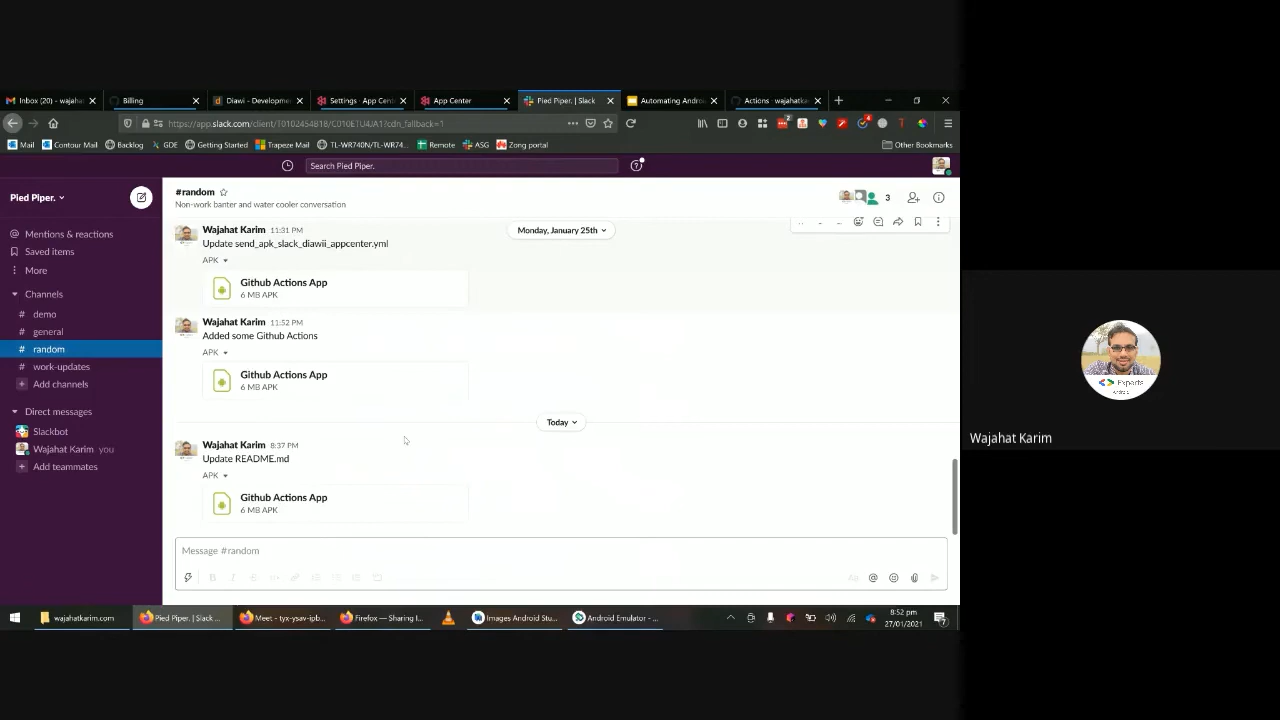 Inbox (20) - wajaha
Billing
Diawi - Developme
Settings · App Cen
App Center
Pied Piper. | Slack
Automating Andro
Actions · wajahatka
https://app.slack.com/client/T0102454B1B/C010ETU4JA1?cdn_fallback=1
Mail
Contour Mail
Backlog
GDE
Getting Started
Trapeze Mail
TL-WR740N/TL-WR74...
Remote
ASG
Zong portal
Other Bookmarks
Search Pied Piper.
Pied Piper.
Mentions & reactions
Saved items
More
Channels
# demo
# general
# random
# work-updates
+ Add channels
Direct messages
Slackbot
Wajahat Karim you
+ Add teammates
#random
Non-work banter and water cooler conversation
3
Monday, January 25th
Wajahat Karim 11:31 PM
Update send_apk_slack_diawii_appcenter.yml
APK
Github Actions App
6 MB APK
Wajahat Karim 11:52 PM
Added some Github Actions
APK
Github Actions App
6 MB APK
Today
Wajahat Karim 8:37 PM
Update README.md
APK
Github Actions App
6 MB APK
Message #random
wajahatkarim.com
Pied Piper. | Slack ...
Meet - tyx-ysav-ipb...
Firefox — Sharing I...
Images Android Stu...
Android Emulator - ...
8:52 pm
27/01/2021
Experts
Android
Wajahat Karim